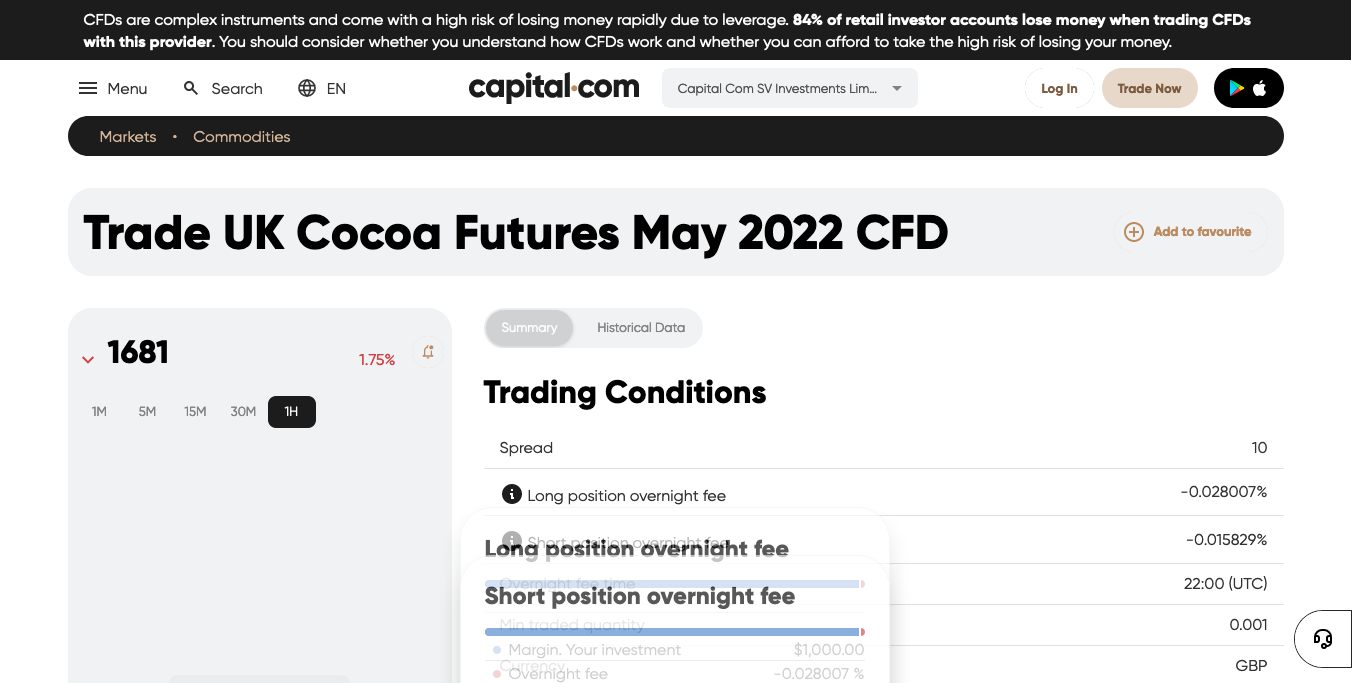 CFDs are complex instruments and come with a high risk of losing money rapidly due to leverage. 84% of retail investor accounts lose money when trading CFDs
with this provider. You should consider whether you understand how CFDs work and whether you can afford to take the high risk of losing your money.
Menu
Search
EN
capital.com
Capital Com SV Investments Lim...
Log In
Trade Now
Markets • Commodities
Trade UK Cocoa Futures May 2022 CFD
Add to favourite
1681
1.75%
1M 5M 15M 30M 1H
Summary
Historical Data
Trading Conditions
Spread 10
Long position overnight fee -0.028007%
Short position overnight fee -0.015829%
Long position overnight fee
Overnight fee time 22:00 (UTC)
Short position overnight fee
Min traded quantity 0.001
Margin. Your investment $1,000.00
Currency GBP
Overnight fee -0.028007 %